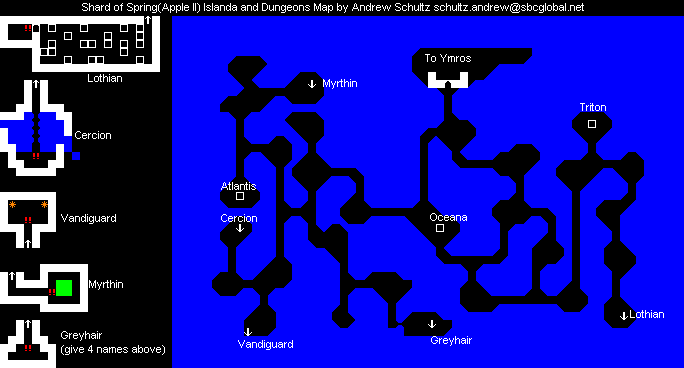 Shard of Spring(Apple II) Islanda and Dungeons Map by Andrew Schultz schultz.andrew@sbcglobal.net
Lothian
Cercion
Vandiguard
Myrthin
Greyhair
(give 4 names above)
To Ymros
Myrthin
Triton
Atlantis
Cercion
Oceana
Lothian
Vandiguard
Greyhair